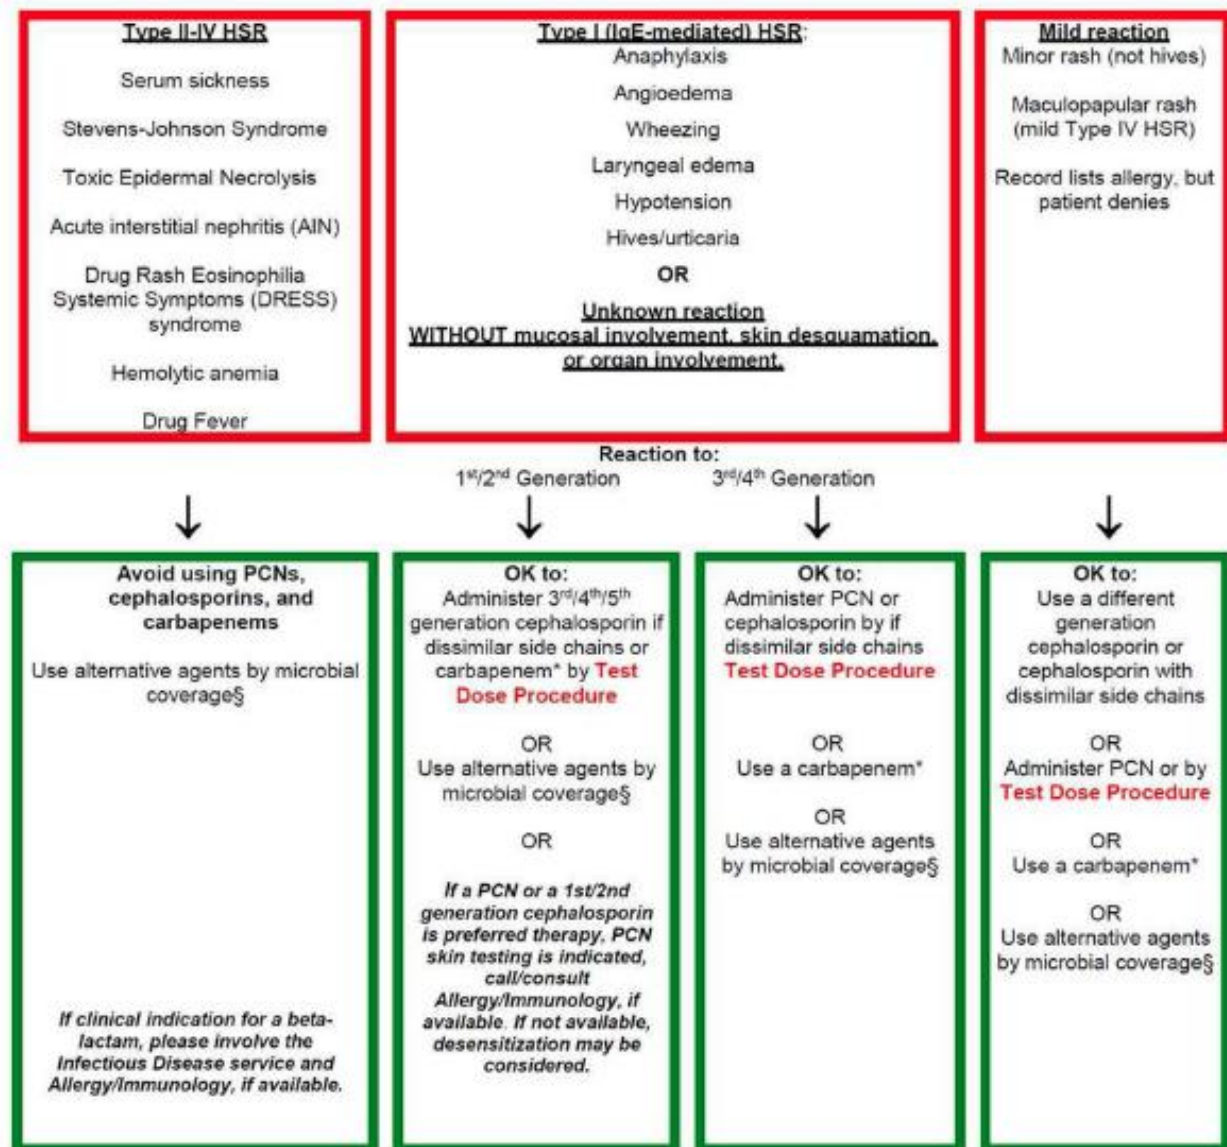 Type II-IV HSR
Serum sickness
Stevens-Johnson Syndrome
Toxic Epidermal Necrolysis
Acute interstitial nephritis (AIN)
Drug Rash Eosinophilia
Systemic Symptoms (DRESS)
syndrome
Hemolytic anemia
Drug Fever
Type I (IgE-mediated) HSR:
Anaphylaxis
Angioedema
Wheezing
Laryngeal edema
Hypotension
Hives/urticaria
OR
Unknown reaction
WITHOUT mucosal involvement, skin desquamation,
or organ involvement.
Mild reaction
Minor rash (not hives)
Maculopapular rash
(mild Type IV HSR)
Record lists allergy, but
patient denies
Reaction to:
1st/2nd Generation
3rd/4th Generation
↓
↓
↓
↓
Avoid using PCNs,
cephalosporins, and
carbapenems
Use alternative agents by microbial
coverage§
If clinical indication for a beta-
lactam, please involve the
Infectious Disease service and
Allergy/Immunology, if available.
OK to:
Administer 3rd/4th/5th
generation cephalosporin if
dissimilar side chains or
carbapenem* by Test
Dose Procedure
OR
Use alternative agents by
microbial coverage§
OR
If a PCN or a 1st/2nd
generation cephalosporin
is preferred therapy, PCN
skin testing is indicated,
call/consult
Allergy/Immunology, if
available. If not available,
desensitization may be
considered.
OK to:
Administer PCN or
cephalosporin by if
dissimilar side chains
Test Dose Procedure
OR
Use a carbapenem*
OR
Use alternative agents
by microbial coverage§
OK to:
Use a different
generation
cephalosporin or
cephalosporin with
dissimilar side chains
OR
Administer PCN or by
Test Dose Procedure
OR
Use a carbapenem*
OR
Use alternative agents
by microbial coverage§